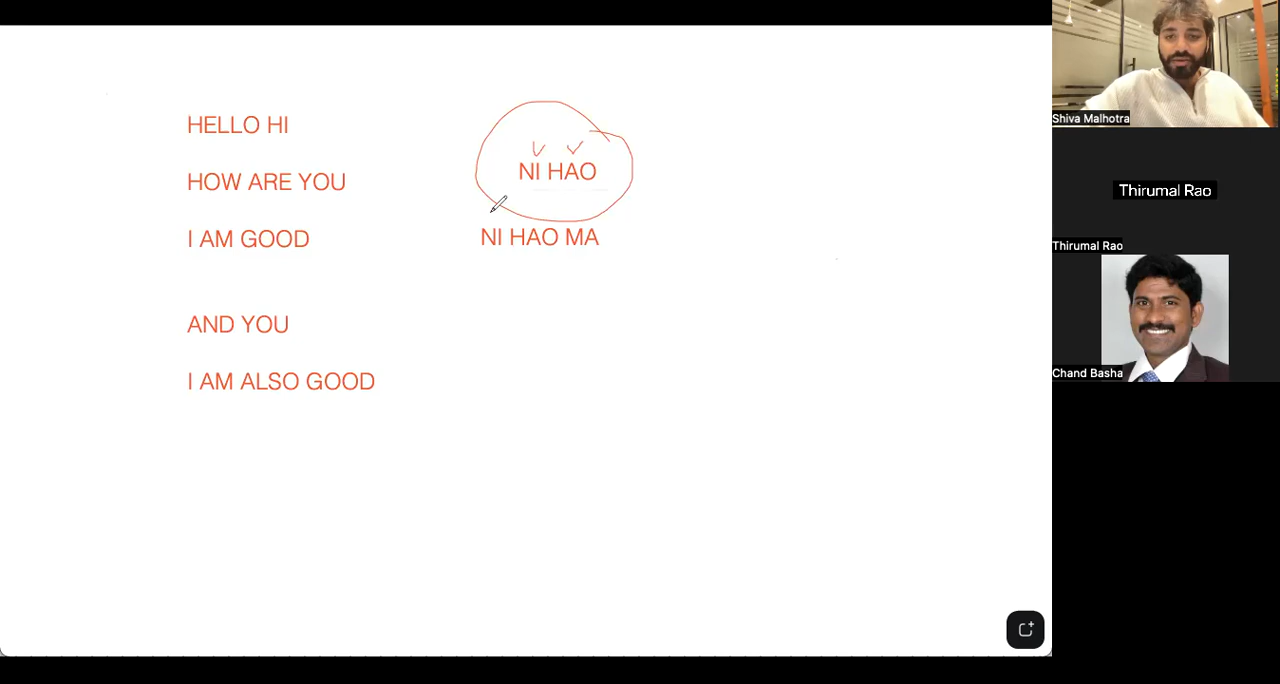 HELLO HI
HOW ARE YOU
I AM GOOD
AND YOU
I AM ALSO GOOD
NI HAO
NI HAO MA
Shiva Malhotra
Thirumal Rao
Thirumal Rao
Chand Basha